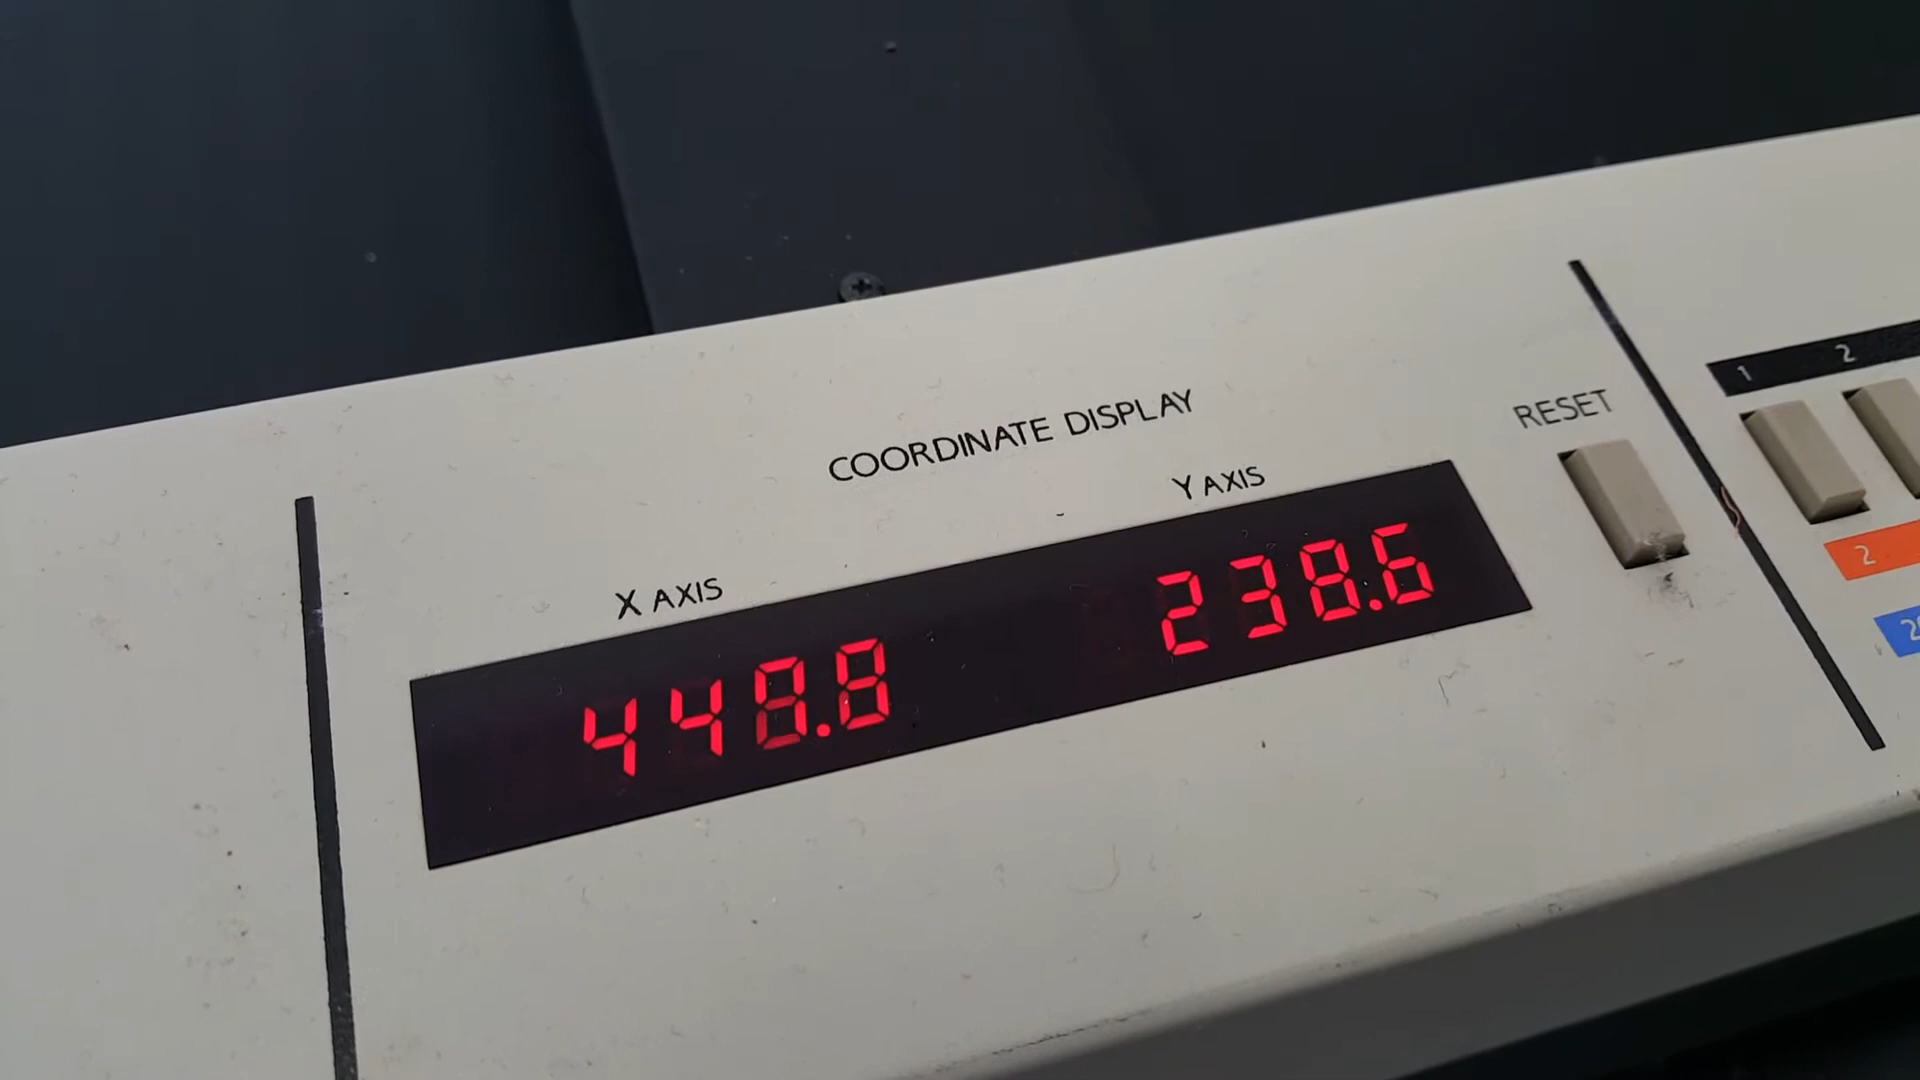 COORDINATE DISPLAY
RESET
X AXIS
Y AXIS
448.8
238.6
1 2
2